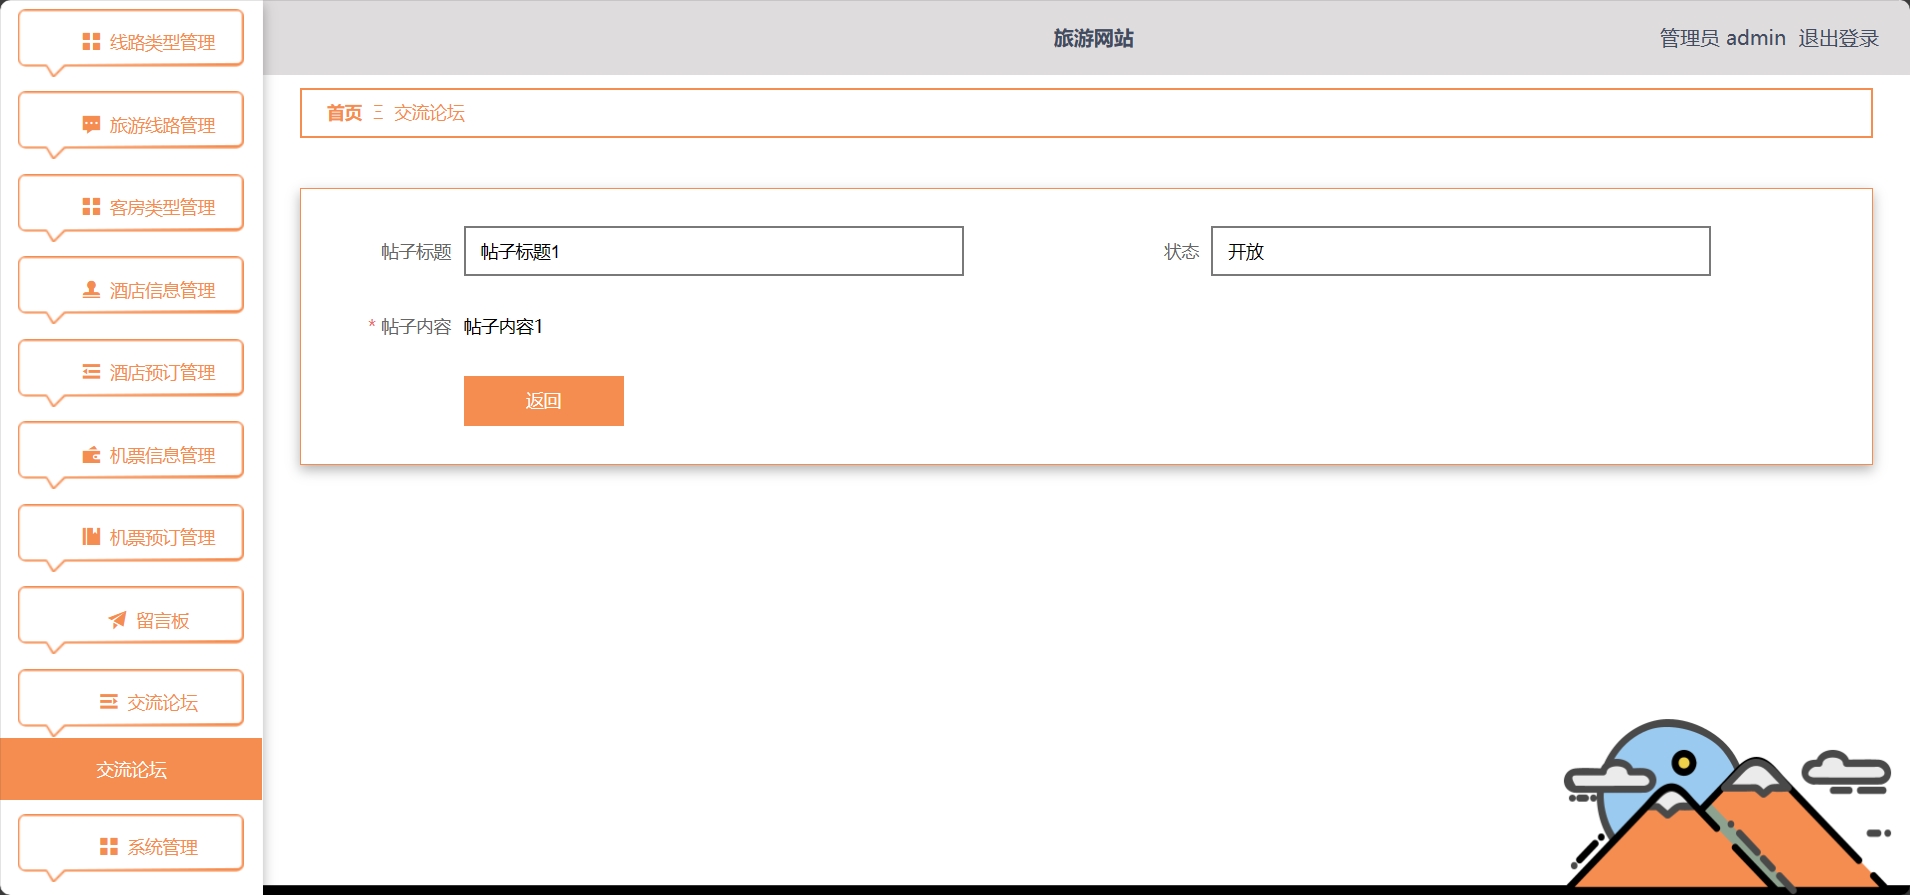 线路类型管理
旅游线路管理
客房类型管理
酒店信息管理
酒店预订管理
机票信息管理
机票预订管理
留言板
交流论坛
交流论坛
系统管理
旅游网站
管理员 admin 退出登录
首页 Ξ 交流论坛
帖子标题 帖子标题1
状态 开放
* 帖子内容 帖子内容1
返回